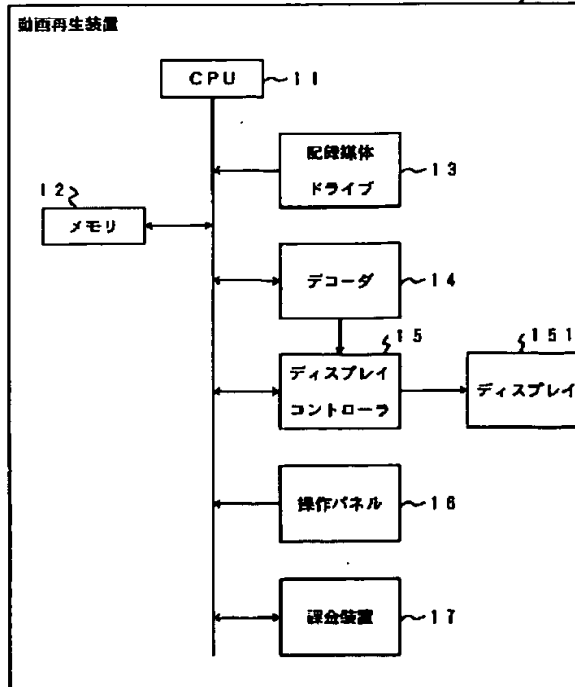 動画再生装置
CPU
11
記録媒体
ドライブ
13
12
メモリ
デコーダ
14
15
151
ディスプレイ
コントローラ
ディスプレイ
操作パネル
16
課金装置
17